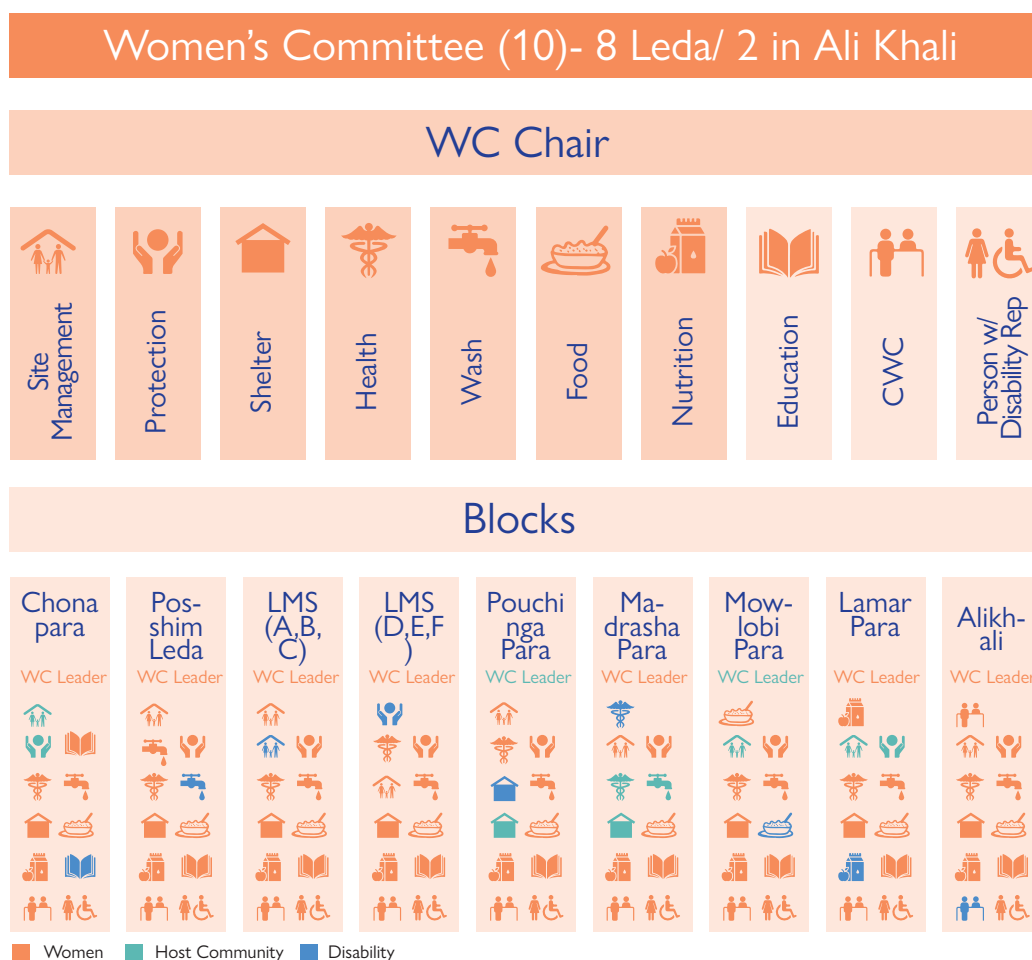 Women's Committee (10)- 8 Leda/ 2 in Ali Khali
WC Chair
Site
Management
Protection
Shelter
Health
Wash
Food
Nutrition
Education
CWC
Person w/
Disability Rep
Blocks
Chona
para
WC Leader
Pos-
shim
Leda
WC Leader
LMS
(A,B,
C)
WC Leader
LMS
(D,E,F
)
WC Leader
Pouchi
nga
Para
WC Leader
Ma-
drasha
Para
WC Leader
Mow-
lobi
Para
WC Leader
Lamar
Para
WC Leader
Alikh-
ali
WC Leader
Women
Host Community
Disability